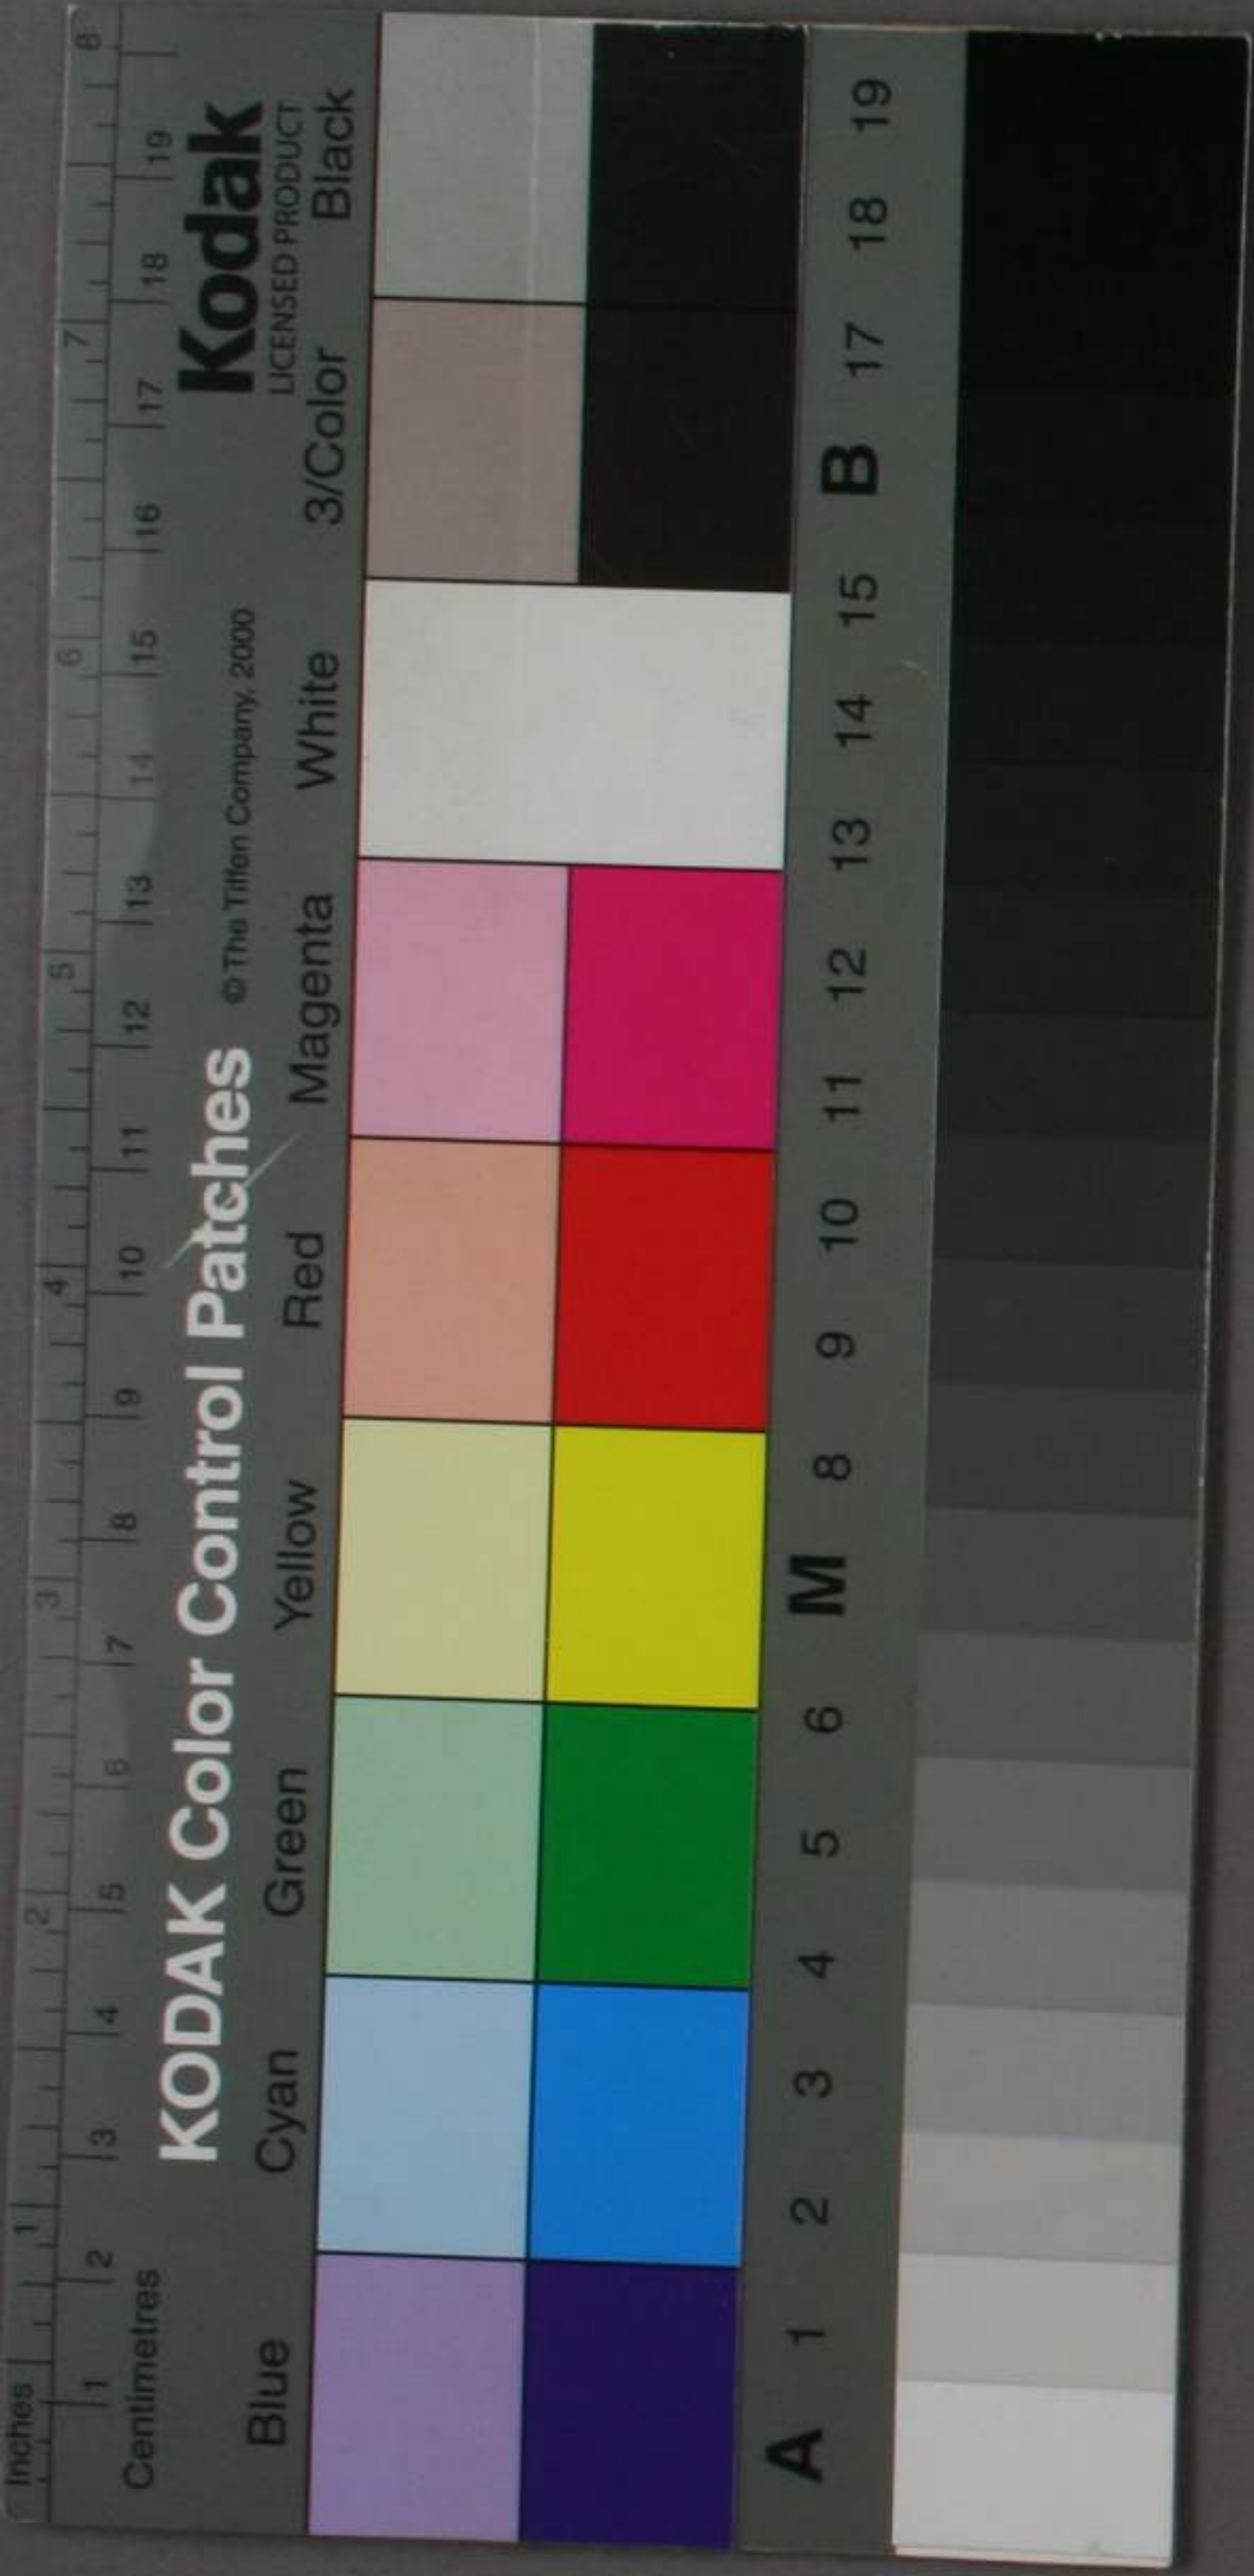 Inches 1 2 3 4 5 6 7 8
Centimetres 1 2 3 4 5 6 7 8 9 10 11 12 13 14 15 16 17 18 19
KODAK Color Control Patches © The Tiffen Company, 2000 Kodak
LICENSED PRODUCT
Blue Cyan Green Yellow Red Magenta White 3/Color Black
A 1 2 3 4 5 6 M 8 9 10 11 12 13 14 15 B 17 18 19